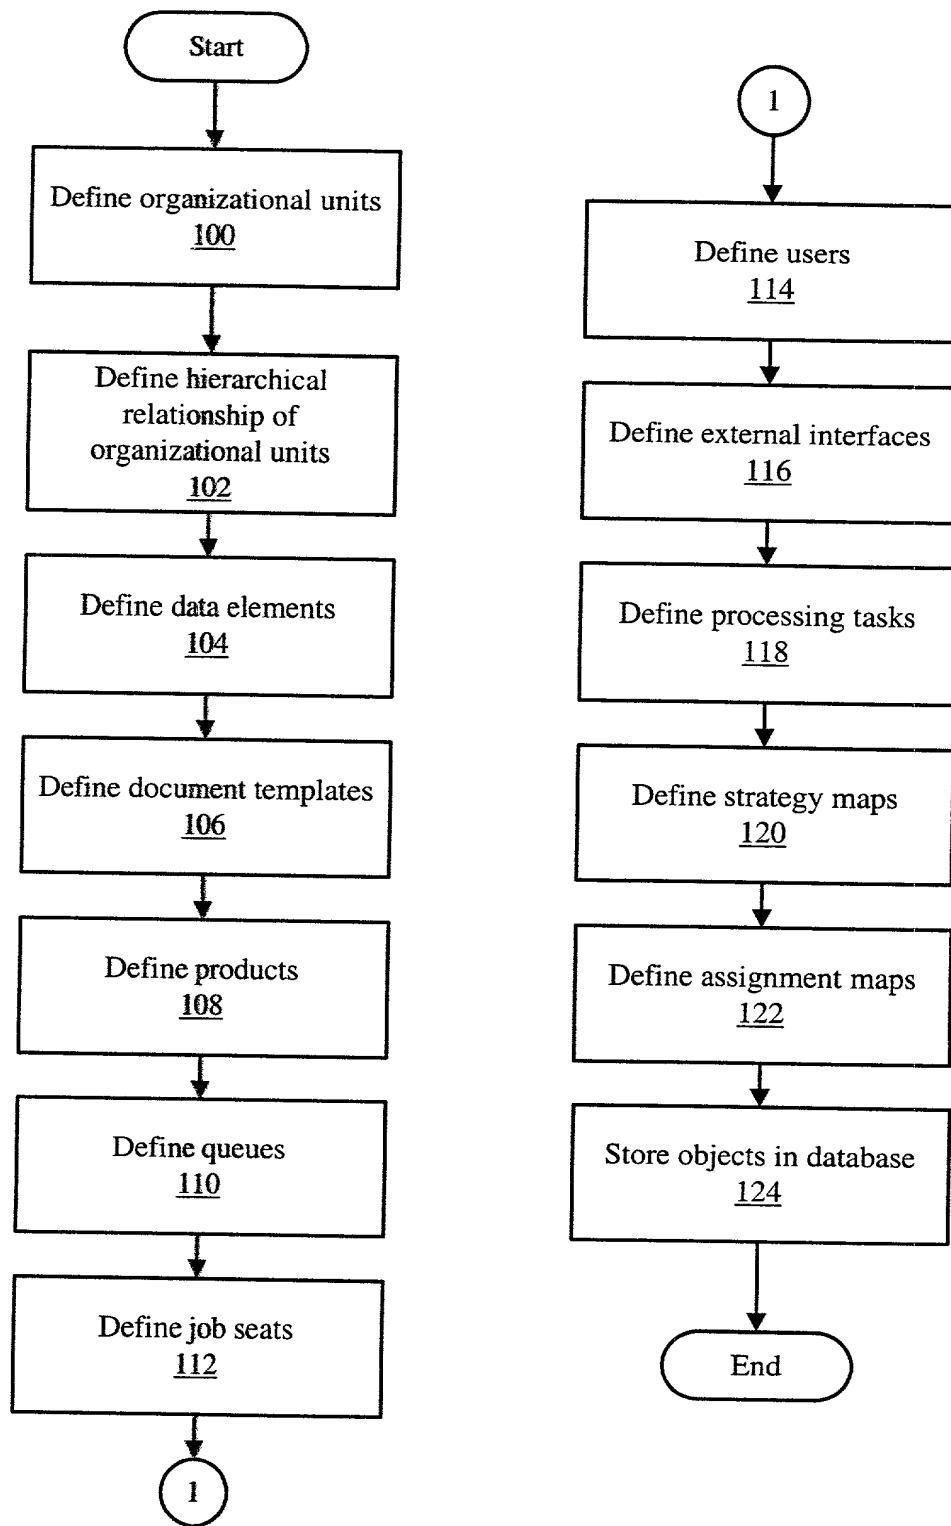 Start
Define organizational units
100
Define hierarchical
relationship of
organizational units
102
Define data elements
104
Define document templates
106
Define products
108
Define queues
110
Define job seats
112
1
1
Define users
114
Define external interfaces
116
Define processing tasks
118
Define strategy maps
120
Define assignment maps
122
Store objects in database
124
End